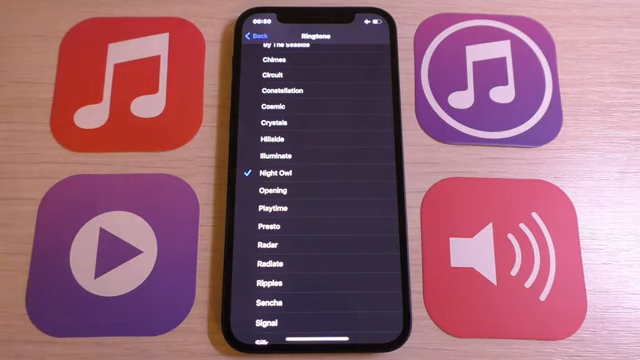 06:50
Back Ringtone
By The Seaside
Chimes
Circuit
Constellation
Cosmic
Crystals
Hillside
Illuminate
Night Owl
Opening
Playtime
Presto
Radar
Radiate
Ripples
Sencha
Signal
Silk